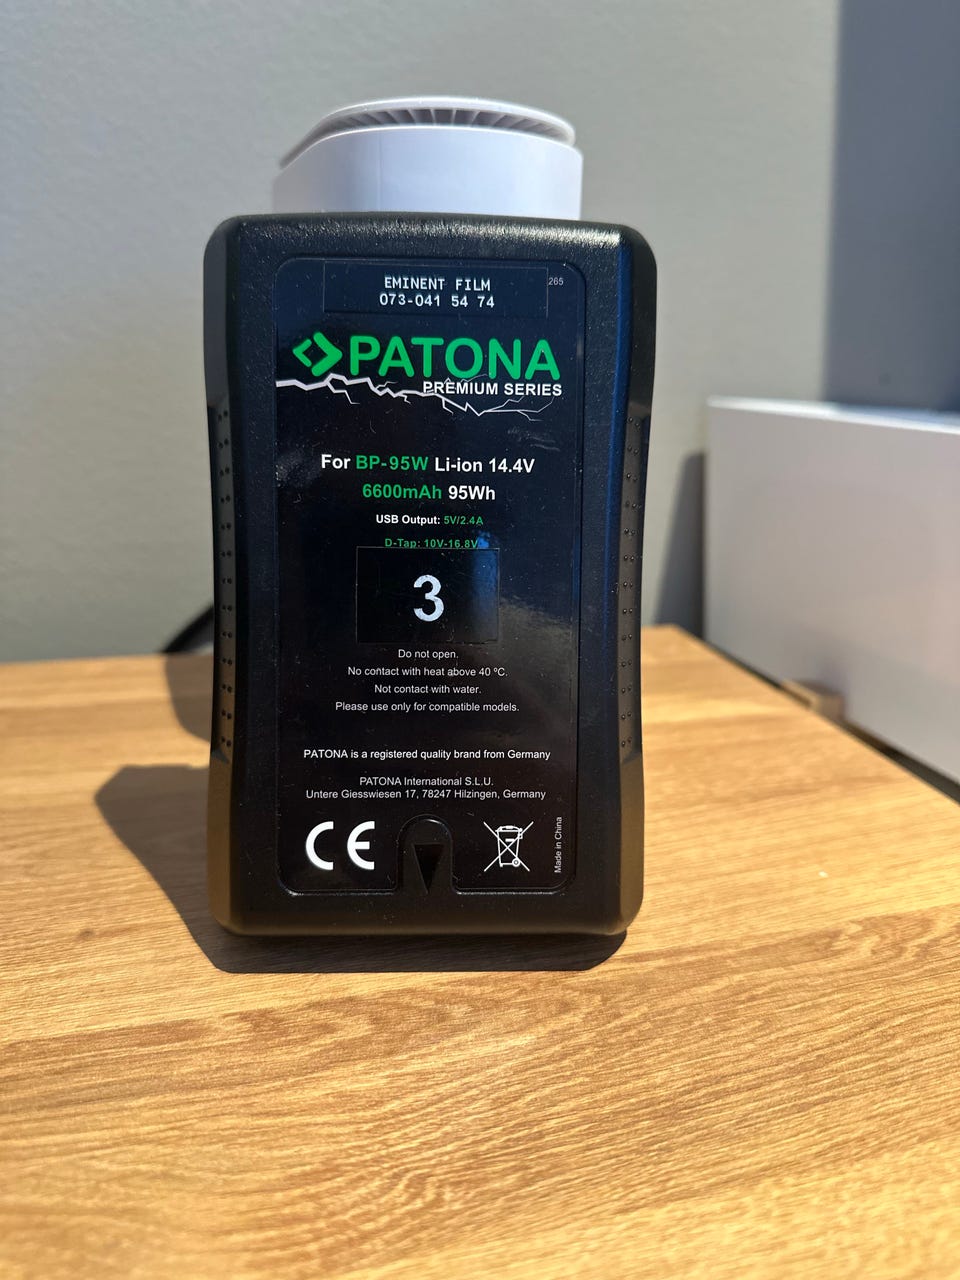 EMINENT FILM
073-041 54 74
265
PATONA
PREMIUM SERIES
For BP-95W Li-ion 14.4V
6600mAh 95Wh
USB Output: 5V/2.4A
D-Tap: 10V-16.8V
3
Do not open.
No contact with heat above 40 ºC.
Not contact with water.
Please use only for compatible models.
PATONA is a registered quality brand from Germany
PATONA International S.L.U.
Untere Giesswiesen 17, 78247 Hilzingen, Germany
CE
Made in China